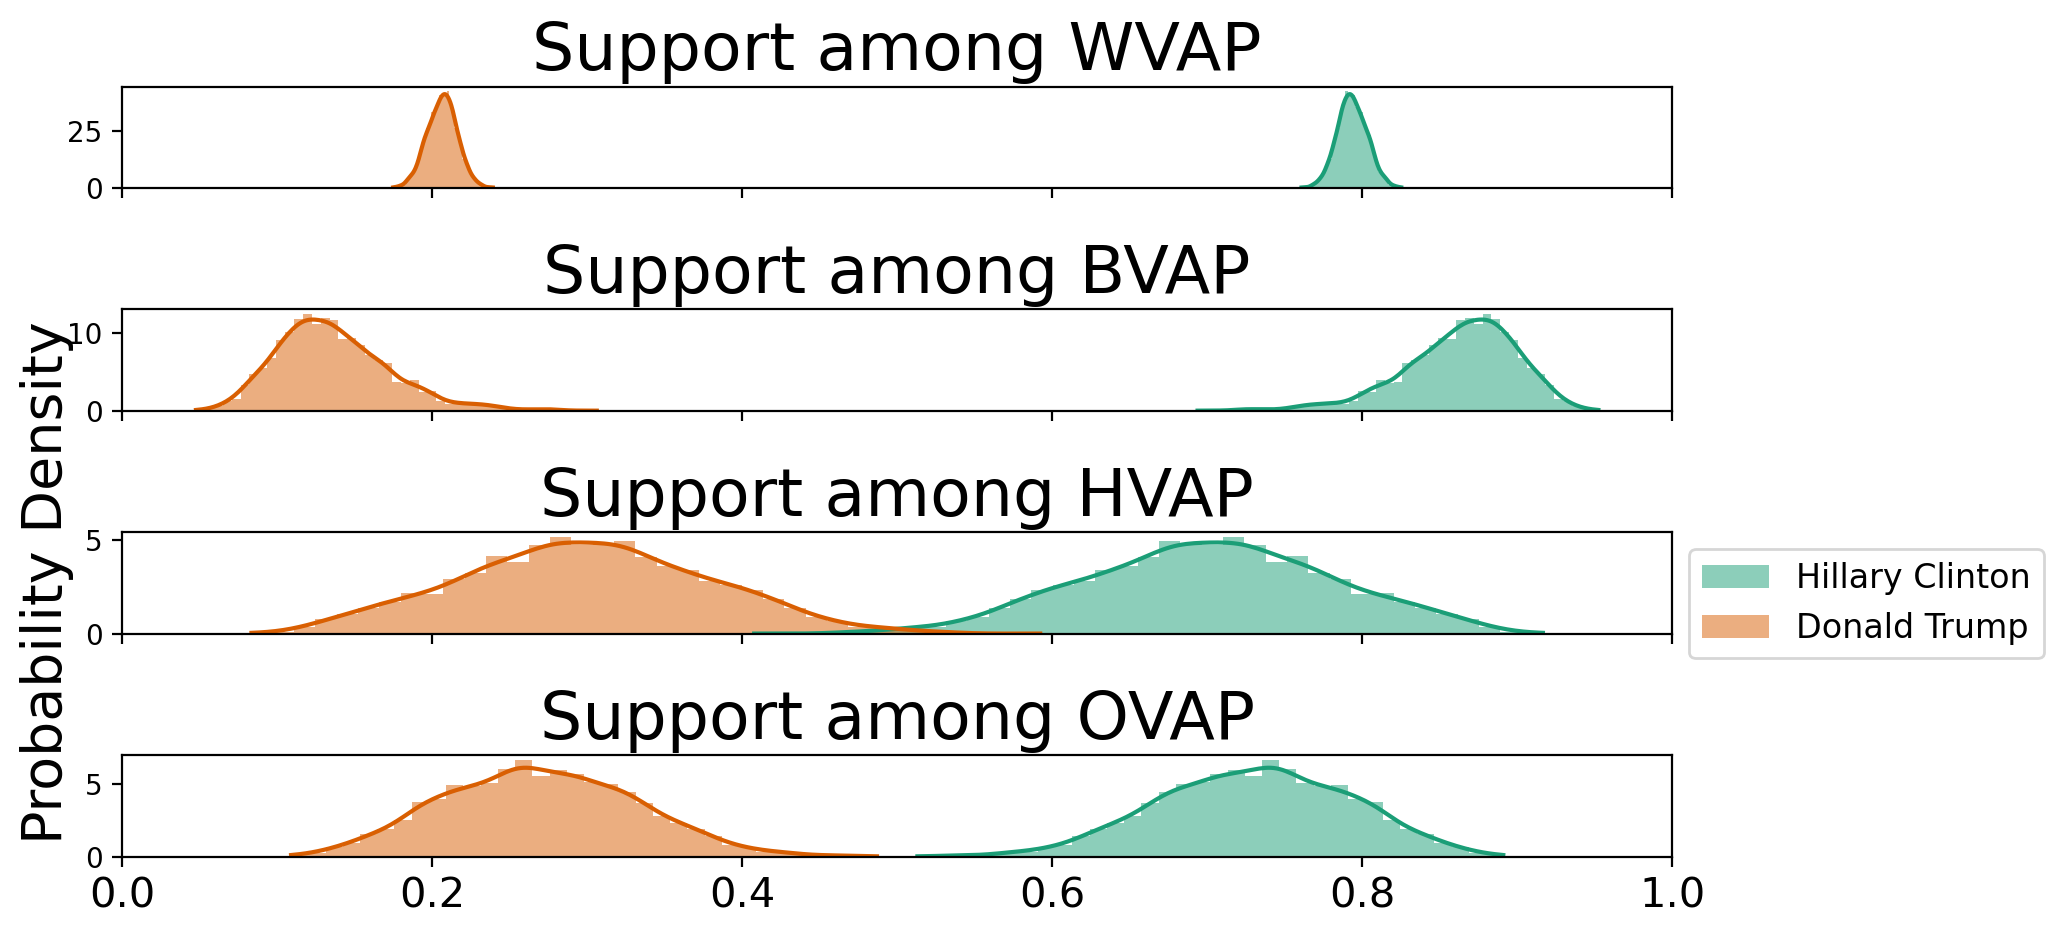 Support among WVAP
25
0
Support among BVAP
10
0
Support among HVAP
5
0
Support among OVAP
5
0
0.0 0.2 0.4 0.6 0.8 1.0
Probability Density
Hillary Clinton
Donald Trump